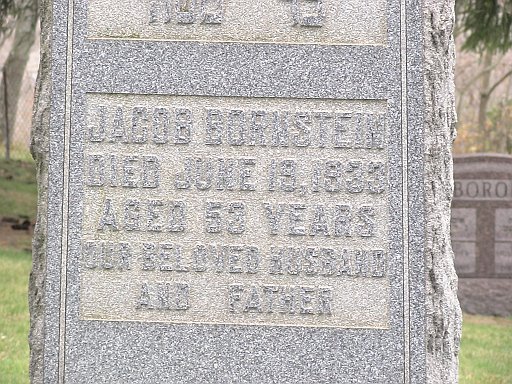 JACOB BORNSTEIN
DIED JUNE 19, 1933
AGED 53 YEARS
OUR BELOVED HUSBAND
AND FATHER